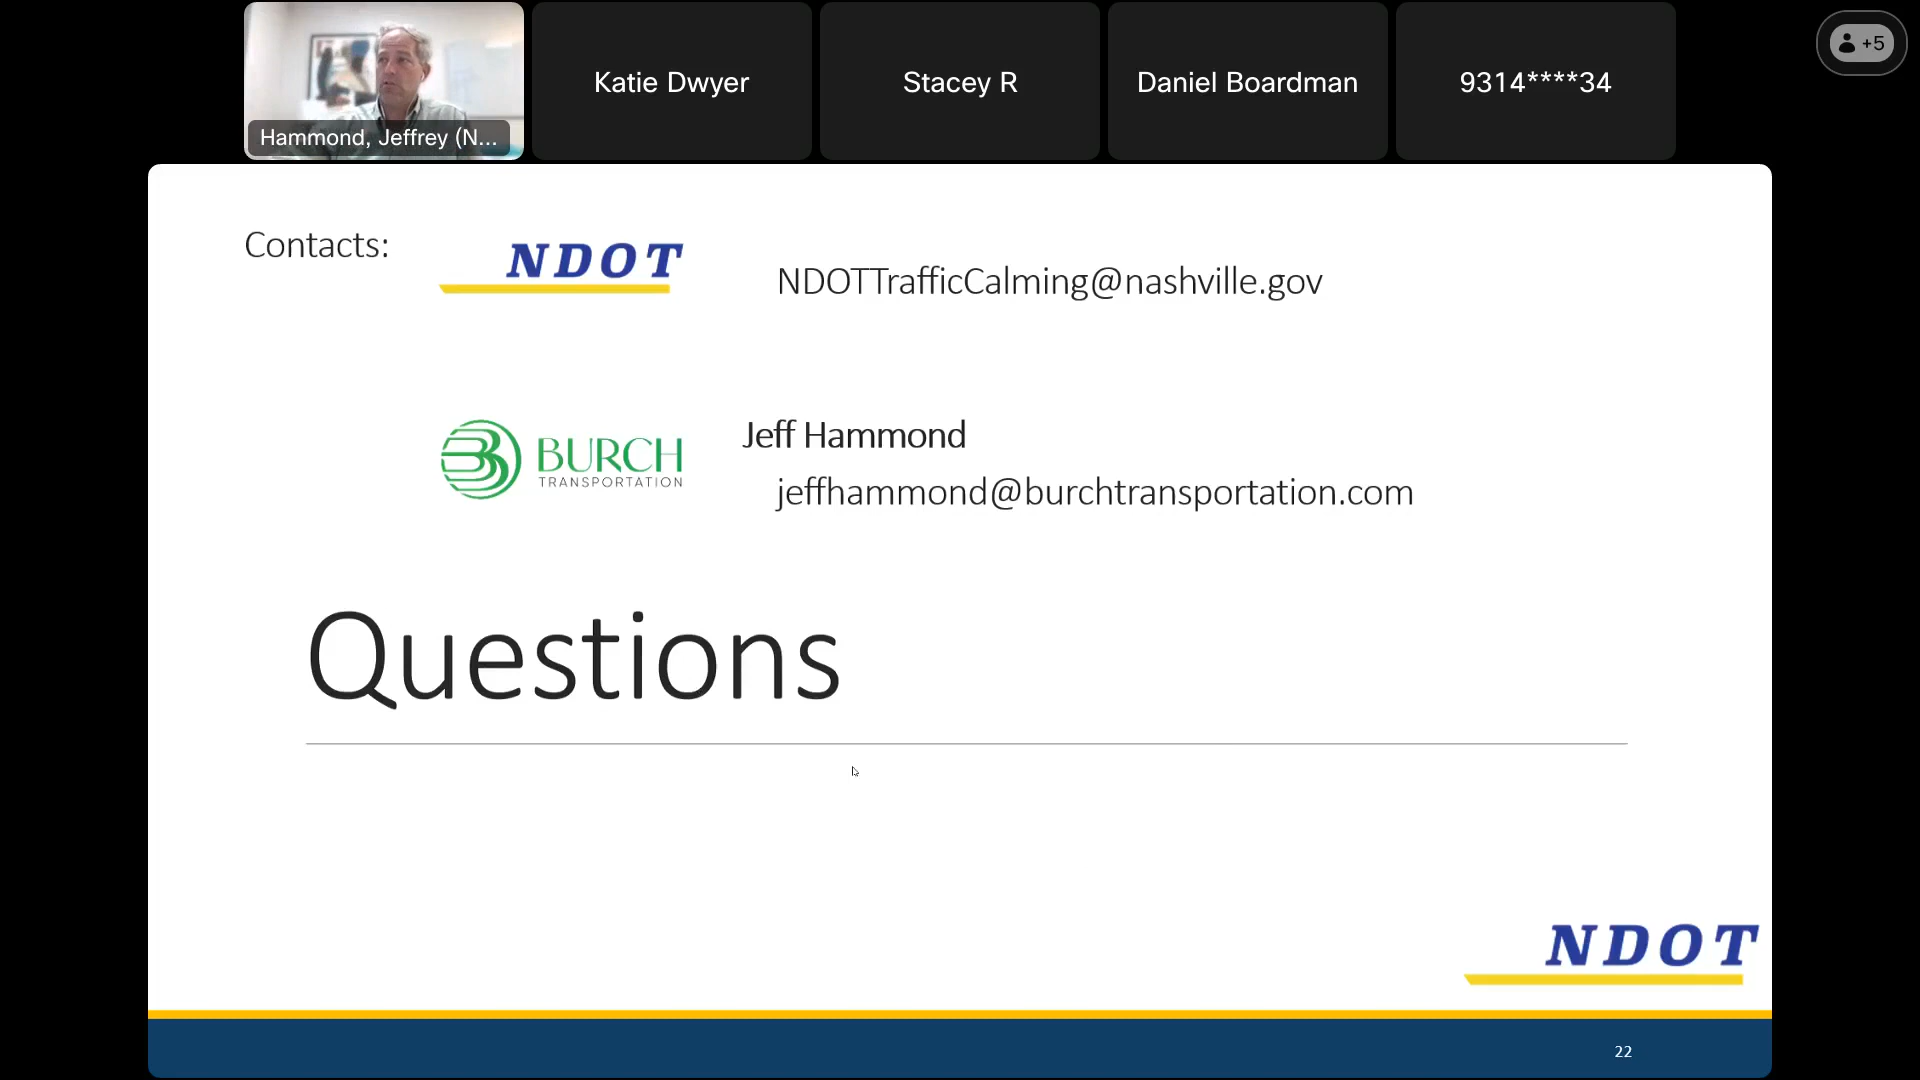 Hammond, Jeffrey (N...
Katie Dwyer
Stacey R
Daniel Boardman
9314****34
+5
Contacts:
NDOT
NDOTTrafficCalming@nashville.gov
BURCH
TRANSPORTATION
Jeff Hammond
jeffhammond@burchtransportation.com
Questions
NDOT
22